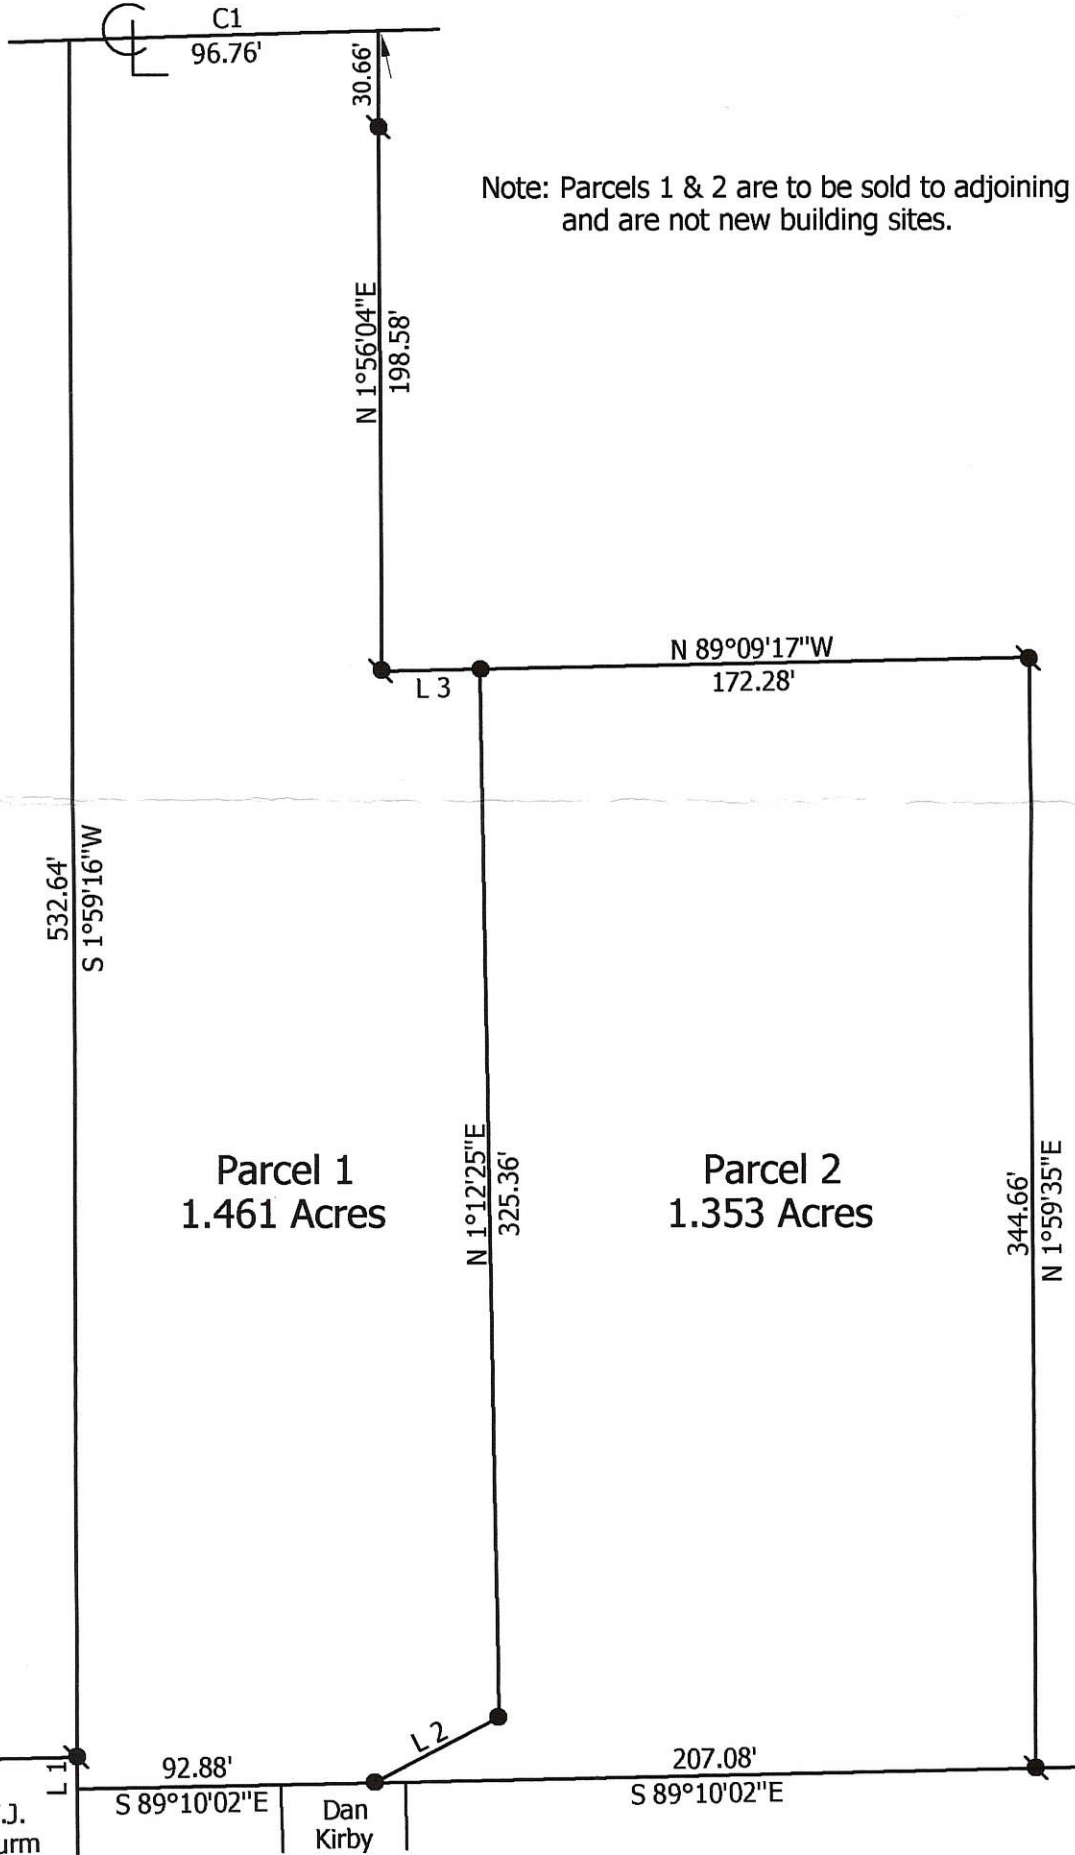 C1
96.76'
30.66'
Note: Parcels 1 & 2 are to be sold to adjoining
and are not new building sites.
N 1°56'04"E
198.58'
N 89°09'17"W
172.28'
L 3
532.64'
S 1°59'16"W
Parcel 1
1.461 Acres
N 1°12'25"E
325.36'
Parcel 2
1.353 Acres
344.66'
N 1°59'35"E
L 2
L 1
92.88'
S 89°10'02"E
207.08'
S 89°10'02"E
Dan
Kirby
.J.
urm